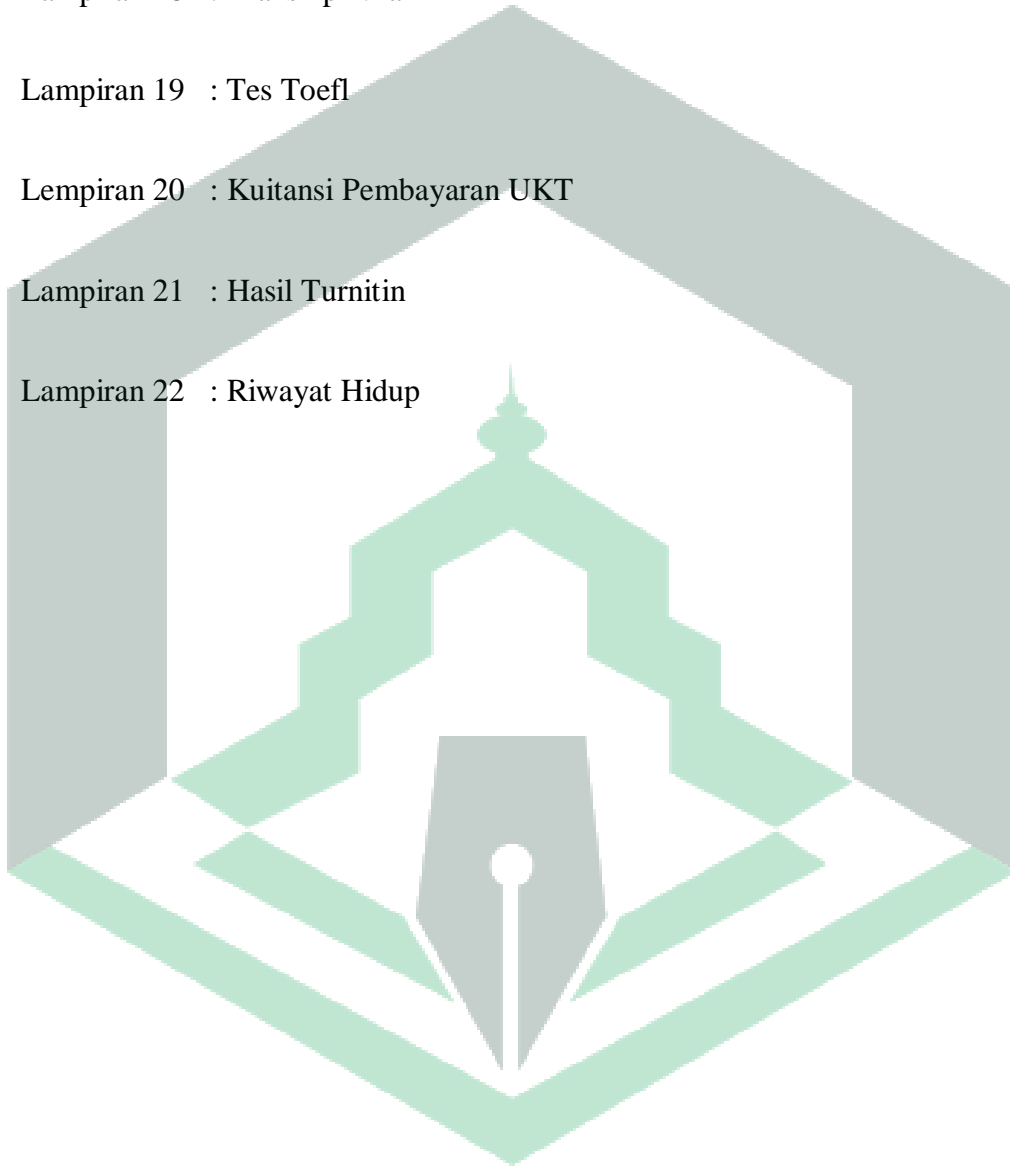 Lampiran 19 : Tes Toefl
Lempiran 20 : Kuitansi Pembayaran UKT
Lampiran 21 : Hasil Turnitin
Lampiran 22 : Riwayat Hidup